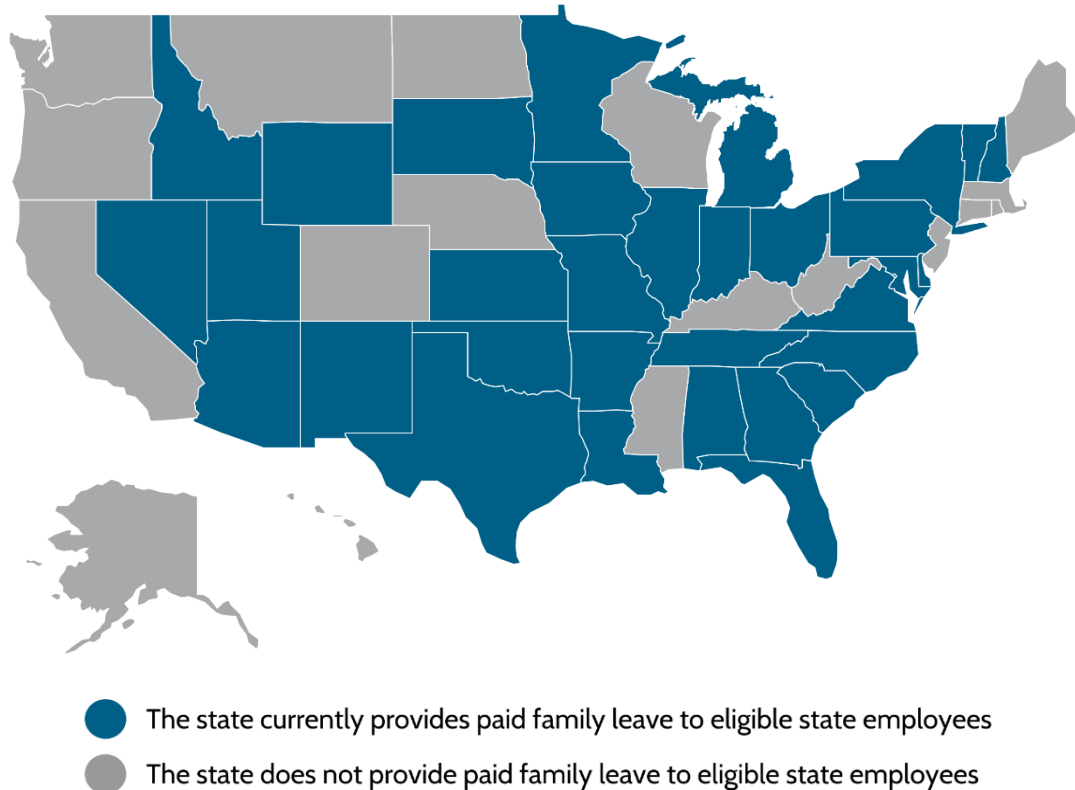 The state currently provides paid family leave to eligible state employees
The state does not provide paid family leave to eligible state employees